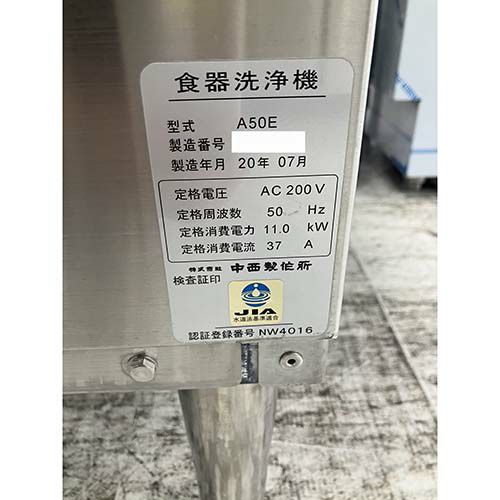 食器洗浄機
型式 A50E
製造番号
製造年月 20年 07月
定格電圧 AC 200 V
定格周波数 50 Hz
定格消費電力 11.0 kW
定格消費電流 37 A
株式会社 中西製作所
検査証印
JIA
水道法基準適合
認証登録番号 NW4016